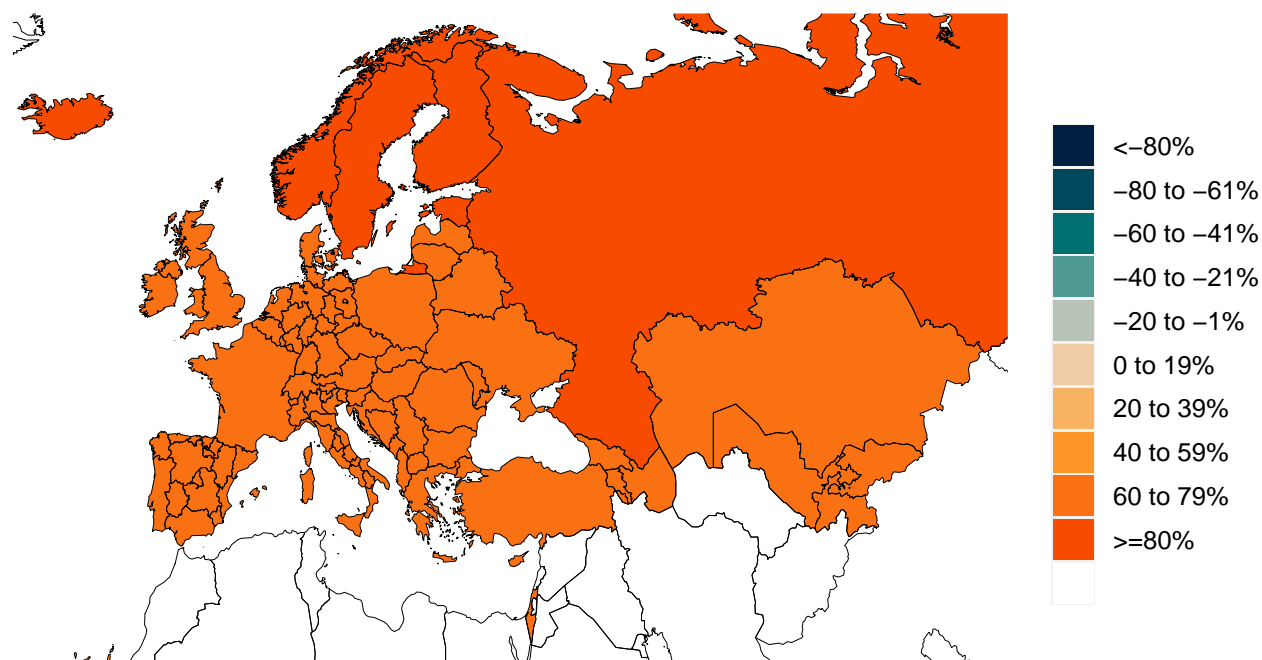 <−80%
−80 to −61%
−60 to −41%
−40 to −21%
−20 to −1%
0 to 19%
20 to 39%
40 to 59%
60 to 79%
>=80%